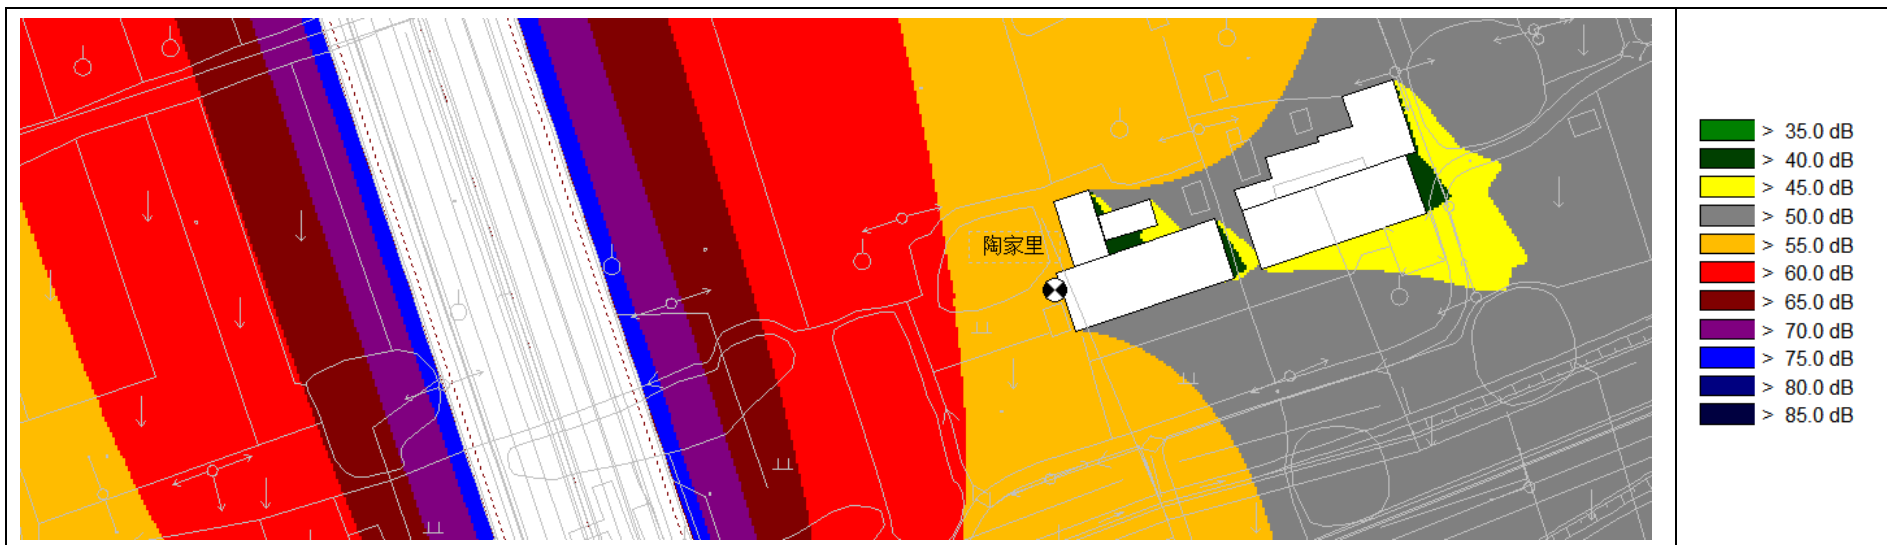 陶家里
> 35.0 dB
> 40.0 dB
> 45.0 dB
> 50.0 dB
> 55.0 dB
> 60.0 dB
> 65.0 dB
> 70.0 dB
> 75.0 dB
> 80.0 dB
> 85.0 dB